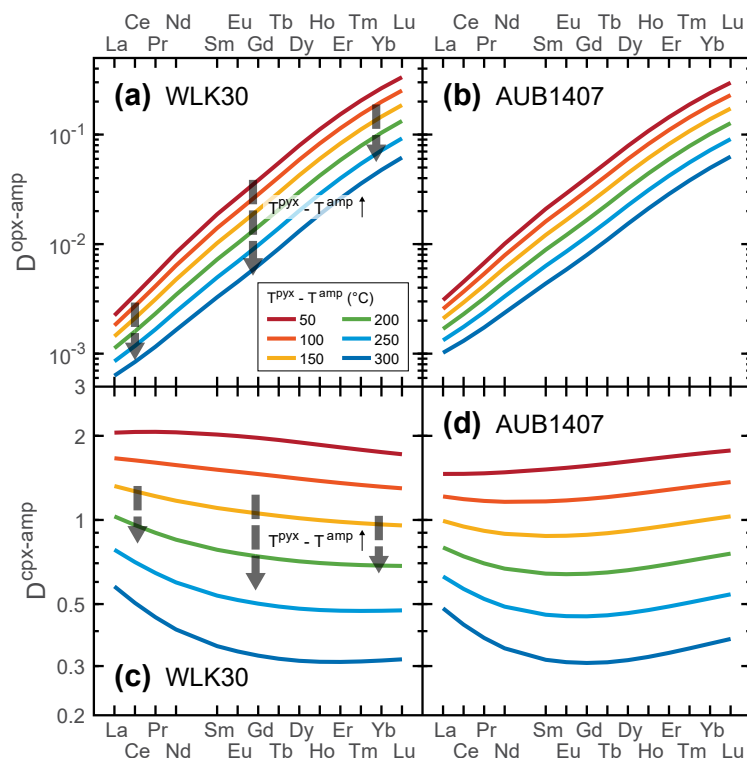 Ce Nd Eu Tb Ho Tm Lu Ce Nd Eu Tb Ho Tm Lu
La Pr Sm Gd Dy Er Yb La Pr Sm Gd Dy Er Yb
(a) WLK30
(b) AUB1407
10⁻¹
10⁻²
10⁻³
D^opx-amp
T^pyx - T^amp ↑
T^pyx - T^amp (°C)
50 200
100 250
150 300
3
2
1
0.5
0.3
0.2
D^cpx-amp
(d) AUB1407
T^pyx - T^amp ↑
(c) WLK30
La Pr Sm Gd Dy Er Yb La Pr Sm Gd Dy Er Yb
Ce Nd Eu Tb Ho Tm Lu Ce Nd Eu Tb Ho Tm Lu